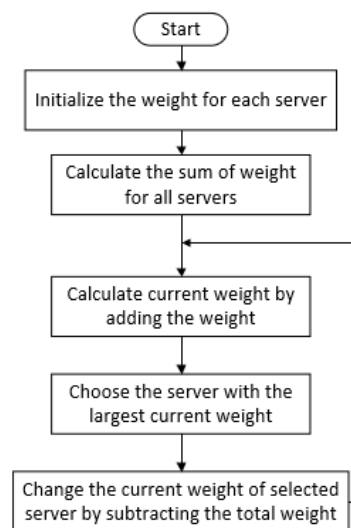 Start
Initialize the weight for each server
Calculate the sum of weight
for all servers
Calculate current weight by
adding the weight
Choose the server with the
largest current weight
Change the current weight of selected
server by subtracting the total weight